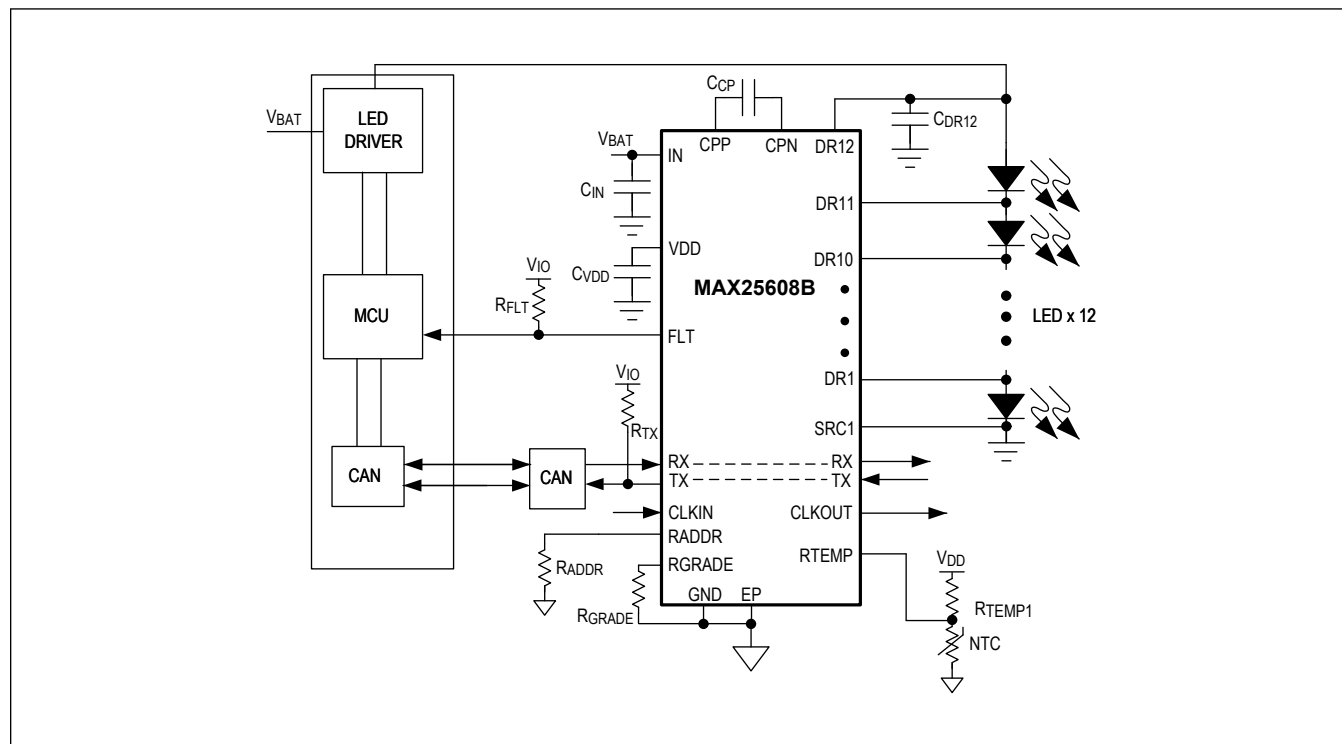 LED
DRIVER
VBAT
MCU
CAN
CAN
VBAT
IN
CIN
VDD
CVDD
VIO
RFLT
FLT
VIO
RTX
RX
TX
CLKIN
RADDR
RADDR
RGRADE
RGRADE
GND
EP
CCP
CPP
CPN
DR12
CDR12
DR11
DR10
MAX25608B
LED x 12
DR1
SRC1
RX
TX
CLKOUT
RTEMP
VDD
RTEMP1
NTC